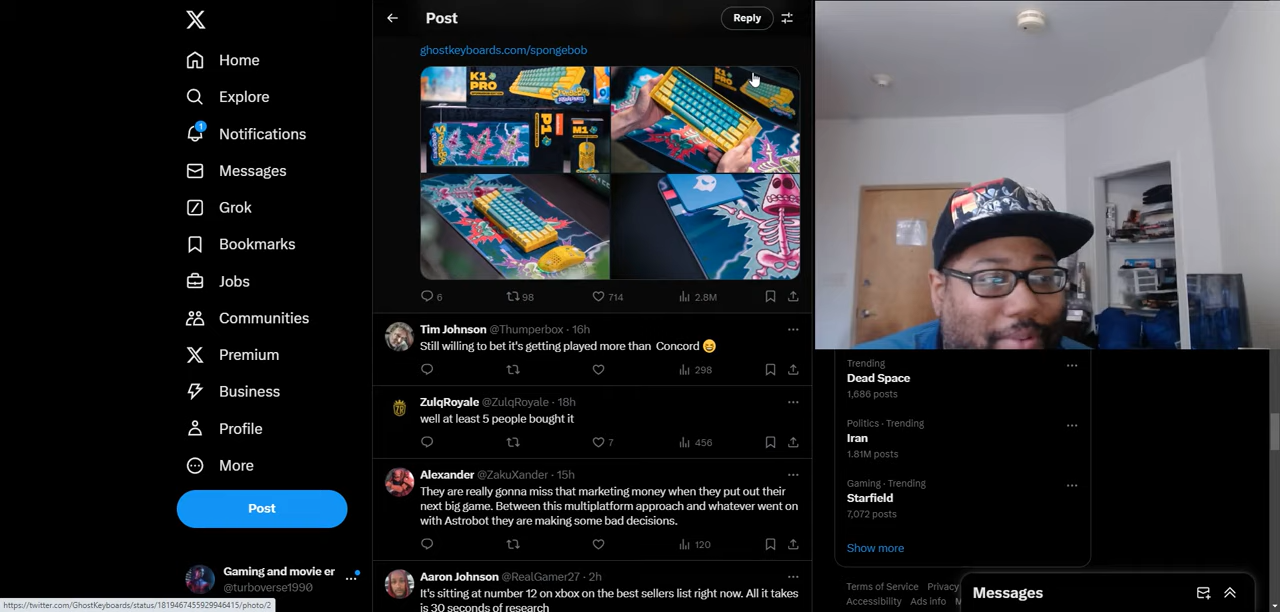 Post
Reply
ghostkeyboards.com/spongebob
Home
Explore
1
Notifications
Messages
Grok
Bookmarks
Jobs
Communities
Premium
Business
Profile
More
Post
Gaming and movie er
@turboverse1990
K1
PRO
K1
PRO
P1
M1
6
98
714
2.8M
Tim Johnson @Thumperbox · 16h
Still willing to bet it's getting played more than Concord 😄
298
ZulqRoyale @ZulqRoyale · 18h
well at least 5 people bought it
7
456
Alexander @ZakuXander · 15h
They are really gonna miss that marketing money when they put out their
next big game. Between this multiplatform approach and whatever went on
with Astrobot they are making some bad decisions.
120
Aaron Johnson @RealGamer27 · 2h
It's sitting at number 12 on xbox on the best sellers list right now. All it takes
is 30 seconds of research
Trending
Dead Space
1,686 posts
Politics · Trending
Iran
1.81M posts
Gaming · Trending
Starfield
7,072 posts
Show more
Terms of Service Privacy
Accessibility Ads info M
Messages
https://twitter.com/GhostKeyboards/status/1819467455929946415/photo/2